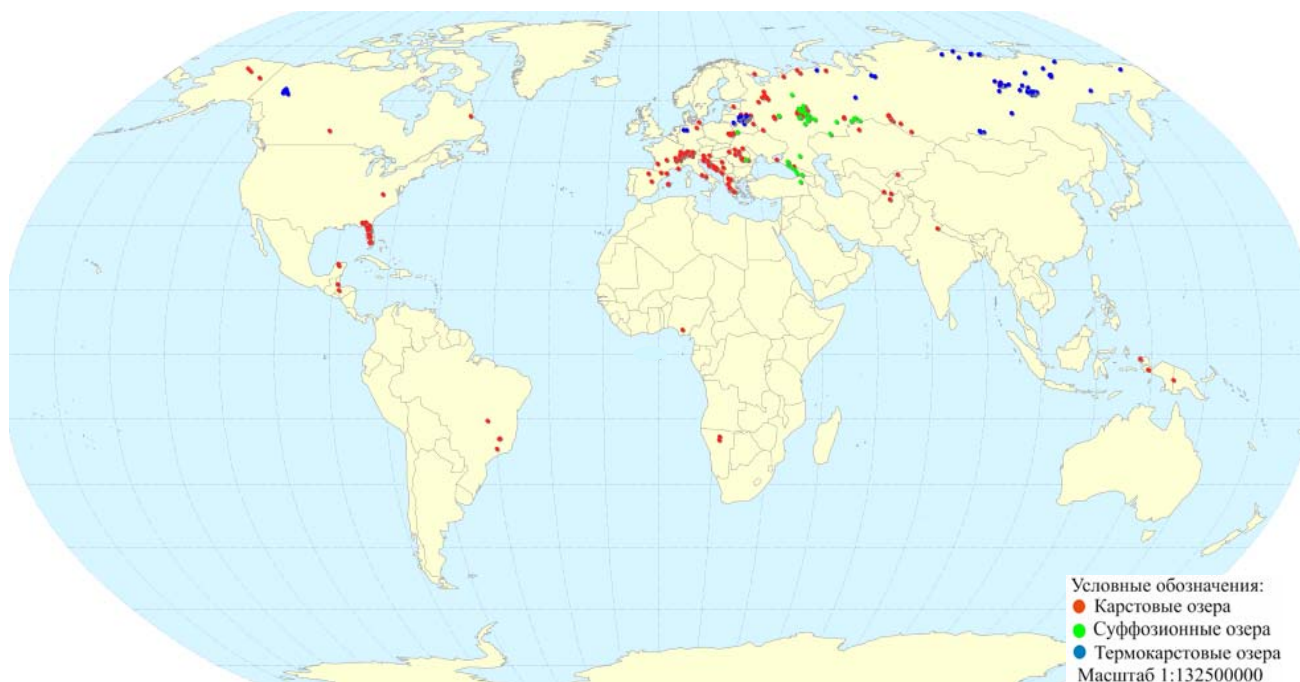 Условные обозначения:
Карстовые озера
Суффозионные озера
Термокарстовые озера
Масштаб 1:132500000